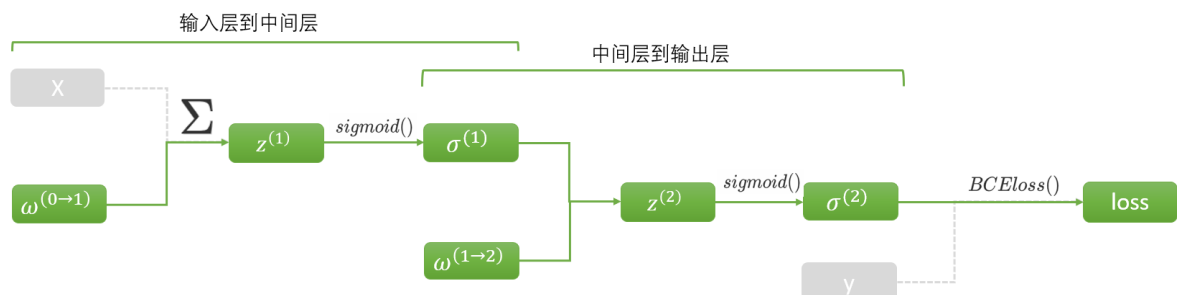 输入层到中间层
中间层到输出层
X
∑
z^{(1)}
sigmoid()
σ^{(1)}
ω^{(0→1)}
z^{(2)}
sigmoid()
σ^{(2)}
BCEloss()
loss
ω^{(1→2)}
y